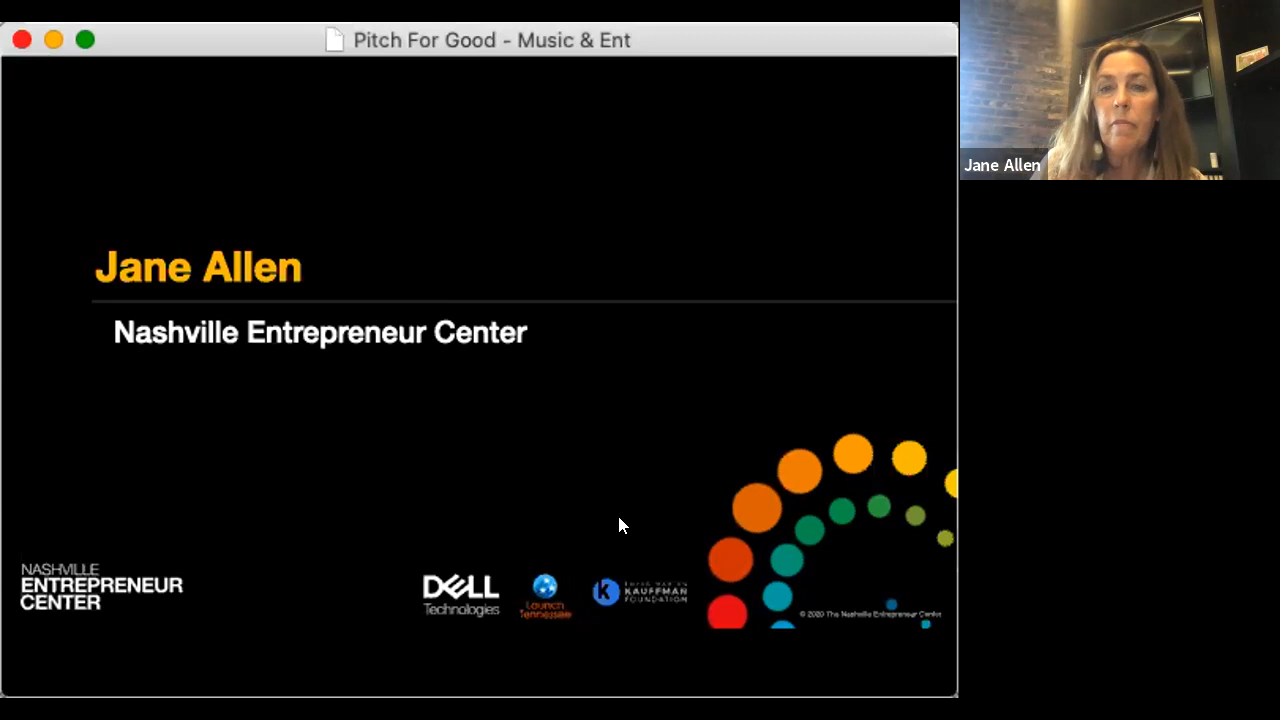 Pitch For Good - Music & Ent
Jane Allen
Jane Allen
Nashville Entrepreneur Center
NASHVILLE
ENTREPRENEUR
CENTER
DELL
Technologies
Launch
Tennessee
K
KAUFFMAN
FOUNDATION
© 2020 The Nashville Entrepreneur Center